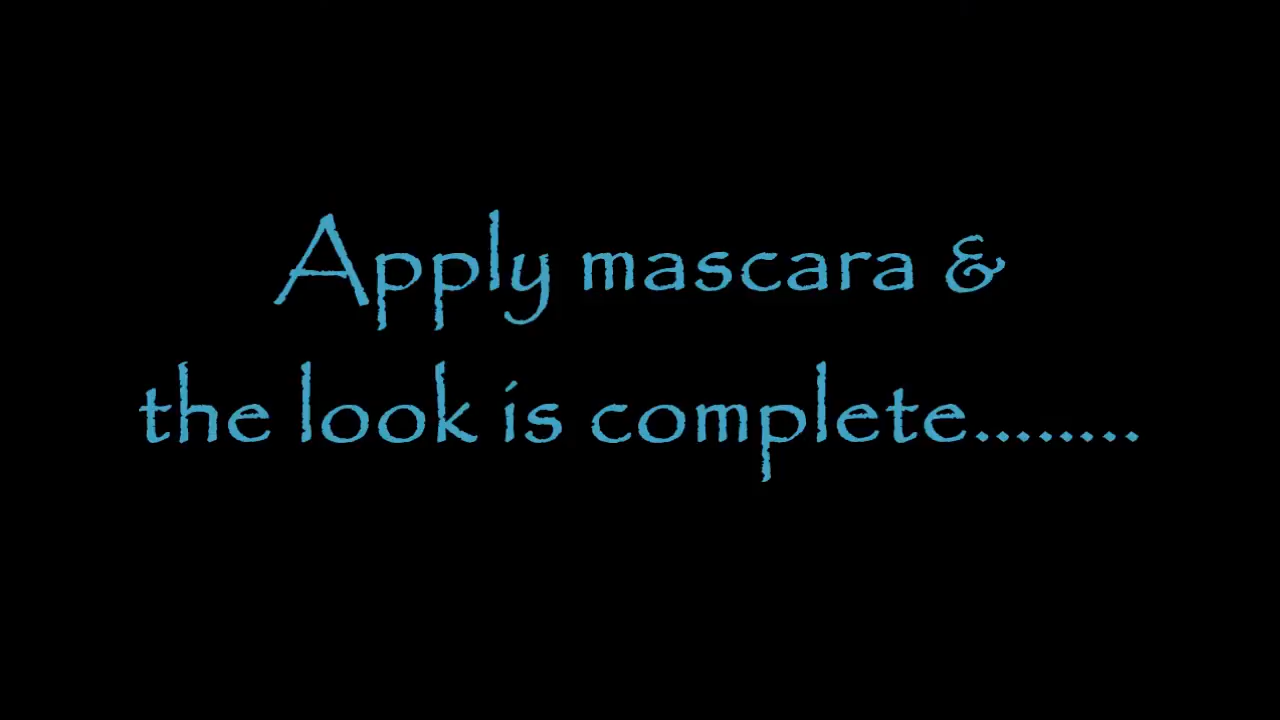 Apply mascara &
the look is complete........